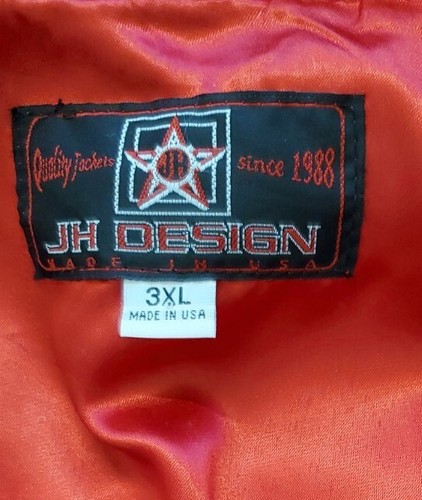 Quality Jackets JH since 1988
JH DESIGN
MADE IN USA
3XL
MADE IN USA